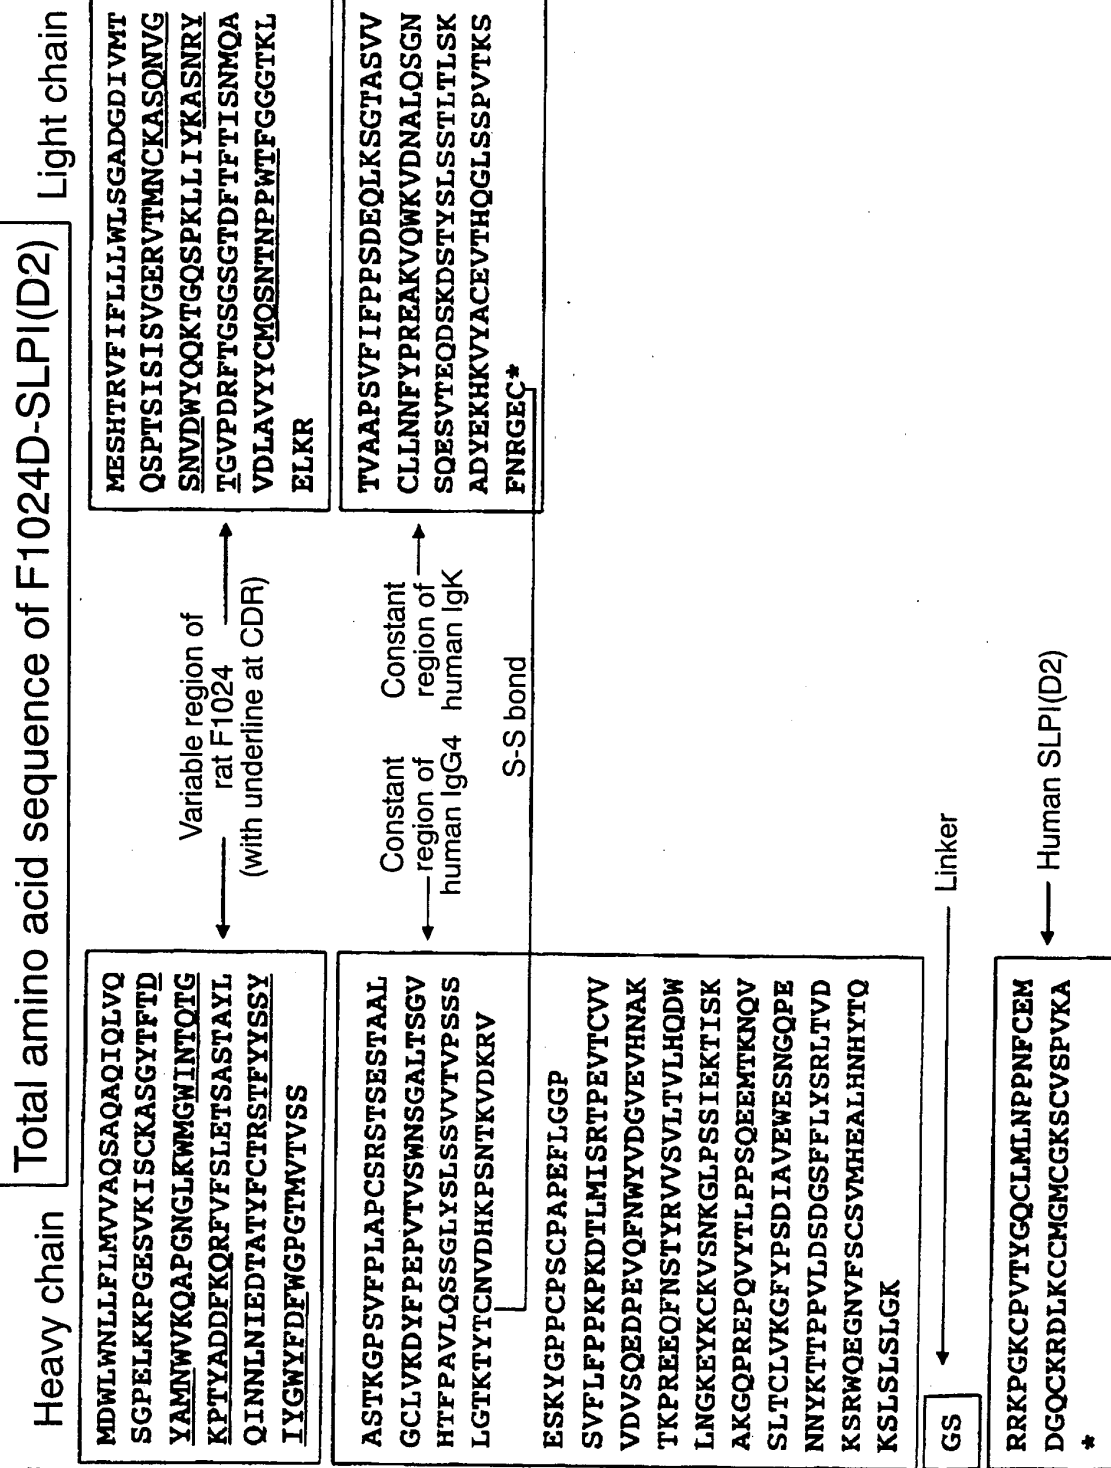 Total amino acid sequence of F1024D-SLPI(D2)
Heavy chain
MDWLWNLLFLMVVAQSAQAQIQLVQ
SGPELKKPGESVKISCKASGYTFTD
YAMNWVKQAPGNGLKWMGWINTQTG
KPTYADDFKQRFVFSLETSASTAYL
QINNLNIEDTATYFCTRSTFYYSSY
IYGWYFDFWGPGTMVTVSS
ASTKGPSVFPLAPCSRSTSESTAAL
GCLVKDYFPEPVTVSWNSGALTSGV
HTFPAVLQSSGLYSLSSVVTVPSSS
LGTKTYTCNVDHKPSNTKVDKRV
ESKYGPPCPSCPAPEFLGGP
SVFLFPPKPKDTLMISRTPEVTCVV
VDVSQEDPEVQFNWYVDGVEVHNAK
TKPREEQFNSTYRVVSVLTVLHQDW
LNGKEYKCKVSNKGLPSSIEKTISK
AKGQPREPQVYTLPPSQEEMTKNQV
SLTCLVKGFYPSDIAVEWESNGQPE
NNYKTTPPVLDSDGSFFLYSRLTVD
KSRWQEGNVFSCSVMHEALHNHYTQ
KSLSLSLGK
GS
RRKPGKCPVTYGQCLMLNPPNFCEM
DGQCKRDLKCCMGMCGKSCVSPVKA
*
Variable region of
rat F1024
(with underline at CDR)
Constant
region of
human IgG4
Constant
region of
human IgK
S-S bond
Linker
Human SLPI(D2)
Light chain
MESHTRVFIFLLLWLSGADGDIVMT
QSPTSISISVGERVTMNCKASQNVG
SNVDWYQQKTGQSPKLLIYKASNRY
TGVPDRFTGSGSGTDFTFTISNMQA
VDLAVYYCMQSNTNPPWTFGGGTKL
ELKR
TVAAPSVFIFPPSDEQLKSGTASVV
CLLNNFYPREAKVQWKVDNALQSGN
SQESVTEQDSKDSTYSLSSTLTLSK
ADYEKHKVYACEVTHQGLSSPVTKS
FNRGEC*